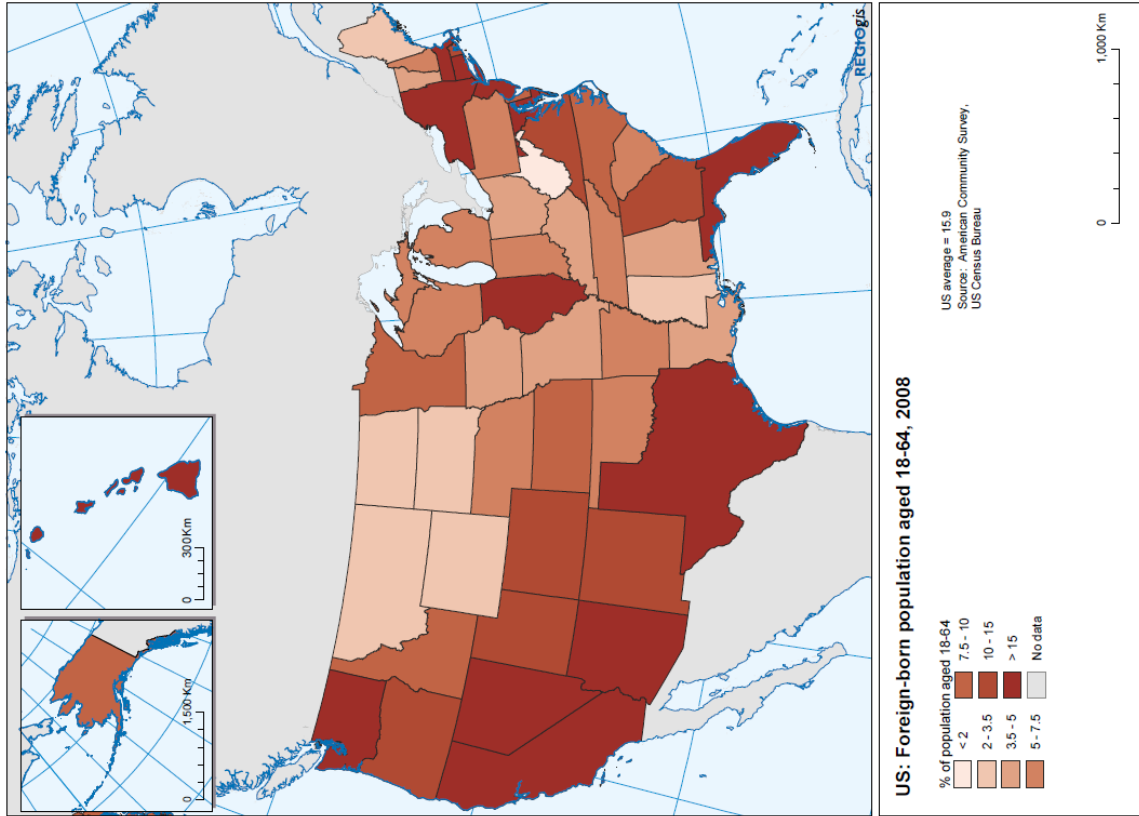 0
300Km
0
1,500 Km
REGIOgis
US: Foreign-born population aged 18-64, 2008
% of population aged 18-64
< 2
2 - 3.5
3.5 - 5
5 - 7.5
7.5 - 10
10 - 15
> 15
No data
US average = 15.9
Source: American Community Survey,
US Census Bureau
0
1,000 Km